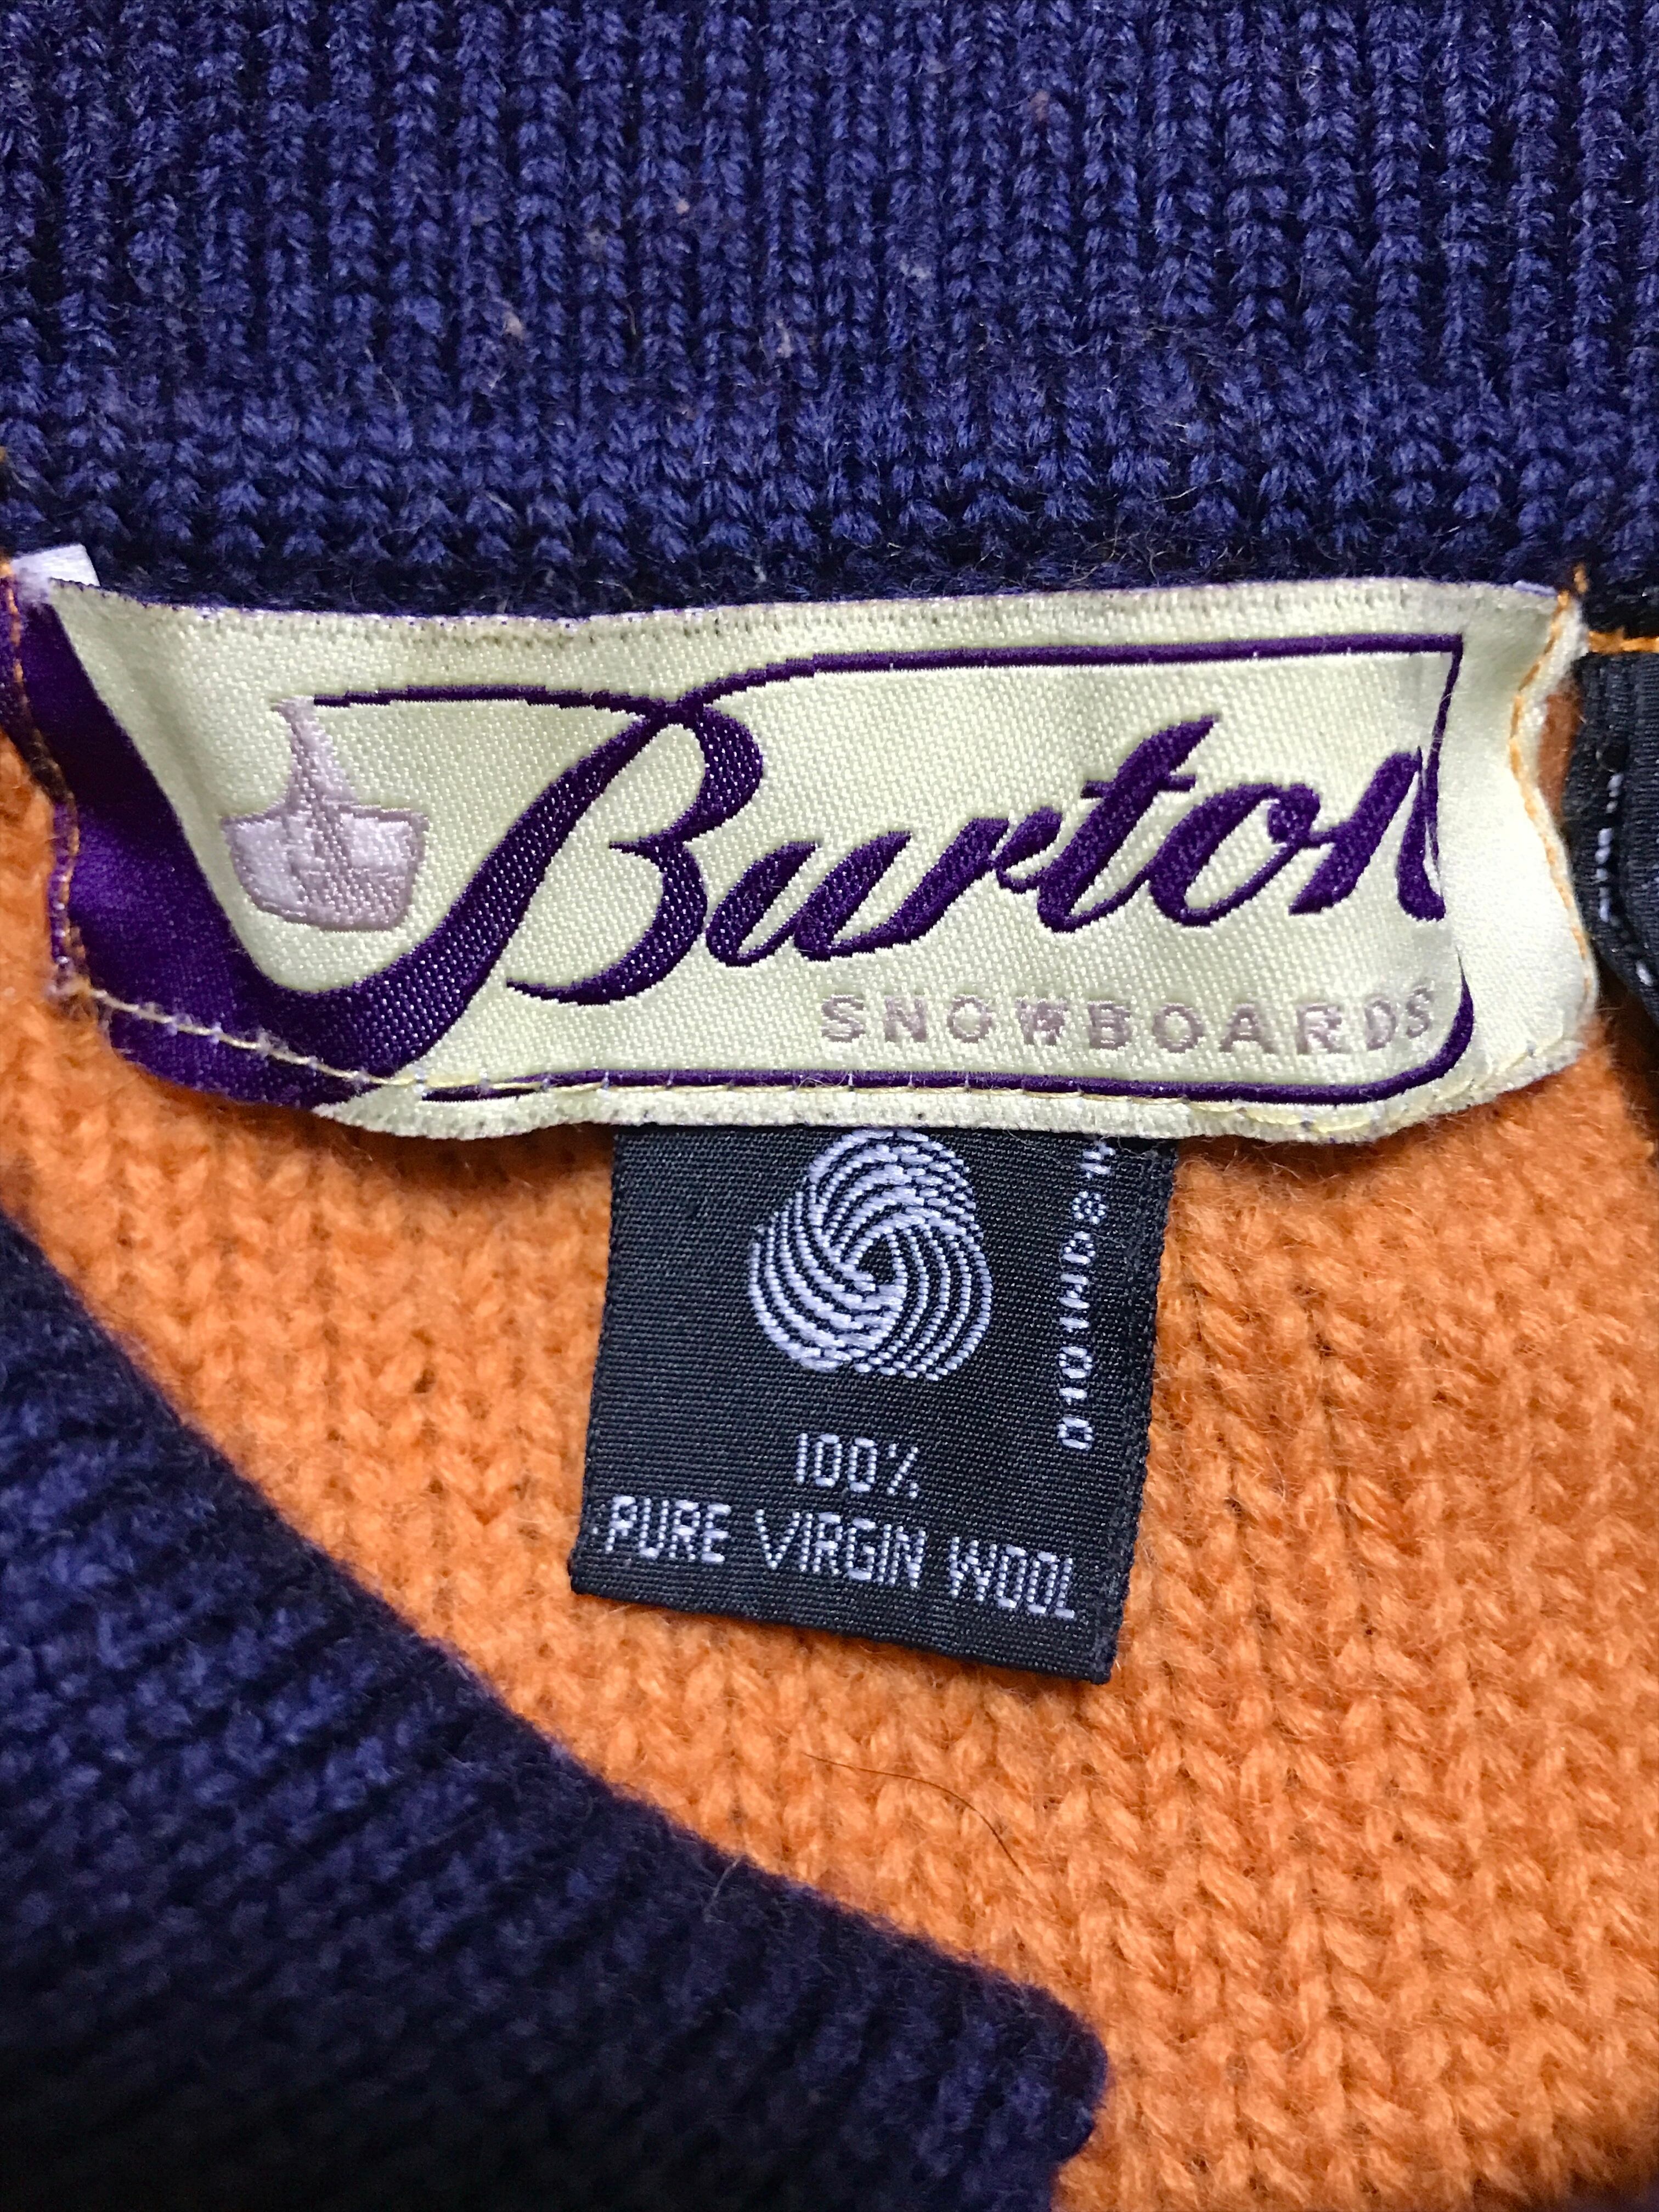 Burton
SNOWBOARDS
100%
PURE VIRGIN WOOL